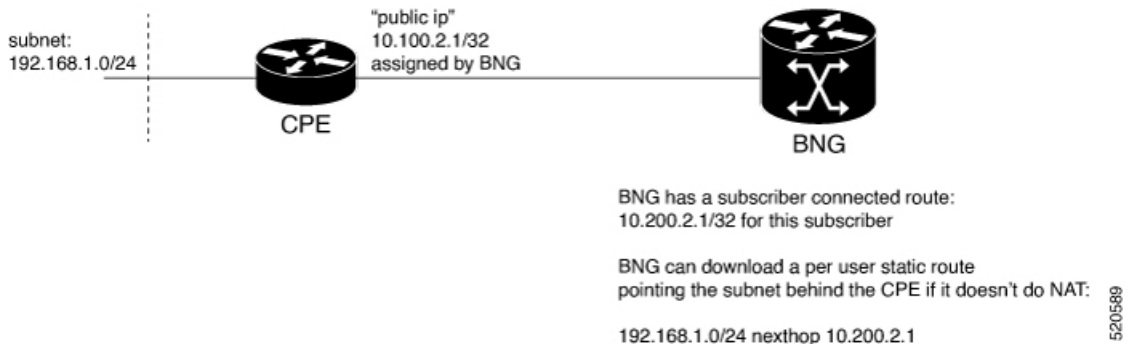 subnet:
192.168.1.0/24
"public ip"
10.100.2.1/32
assigned by BNG
CPE
BNG
BNG has a subscriber connected route:
10.200.2.1/32 for this subscriber
BNG can download a per user static route
pointing the subnet behind the CPE if it doesn't do NAT:
192.168.1.0/24 nexthop 10.200.2.1
520589